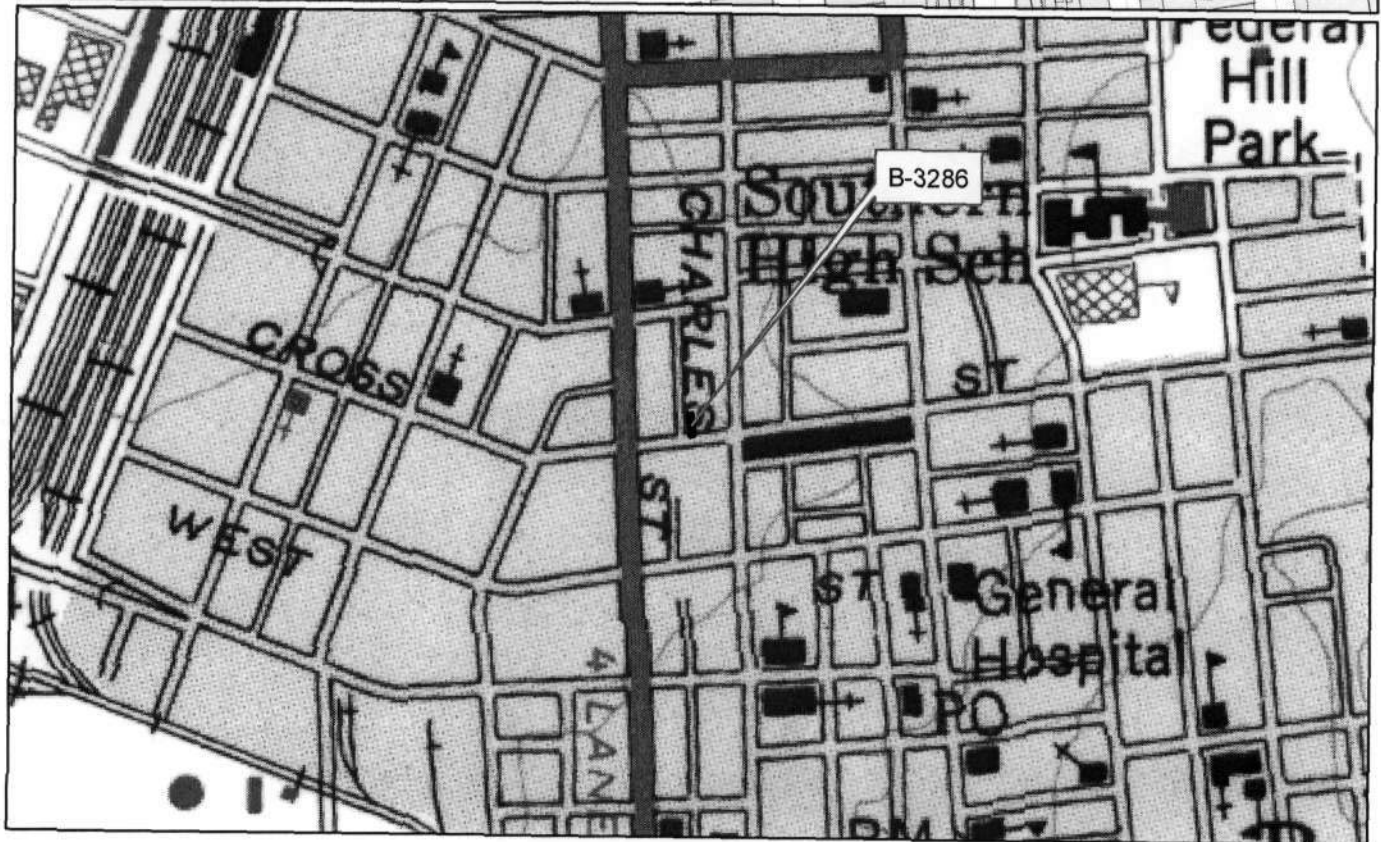 Federal
Hill
Park
B-3286
Southern
High Sch
CHARLES
ST
CROSS
ST
WEST
ST
General
Hospital
PO
4 LANE